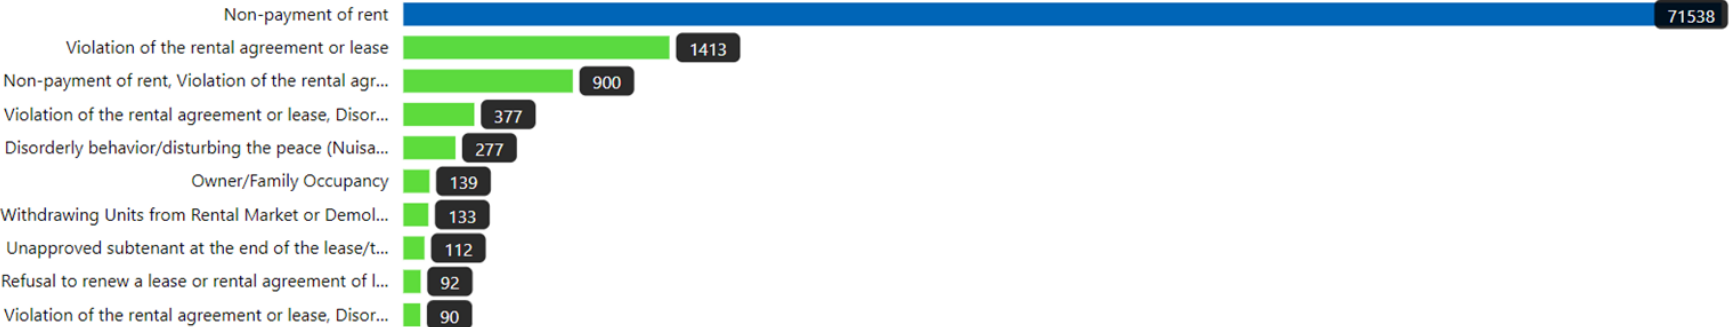 Non-payment of rent 71538
Violation of the rental agreement or lease 1413
Non-payment of rent, Violation of the rental agr... 900
Violation of the rental agreement or lease, Disor... 377
Disorderly behavior/disturbing the peace (Nuisa... 277
Owner/Family Occupancy 139
Withdrawing Units from Rental Market or Demol... 133
Unapproved subtenant at the end of the lease/t... 112
Refusal to renew a lease or rental agreement of l... 92
Violation of the rental agreement or lease, Disor... 90